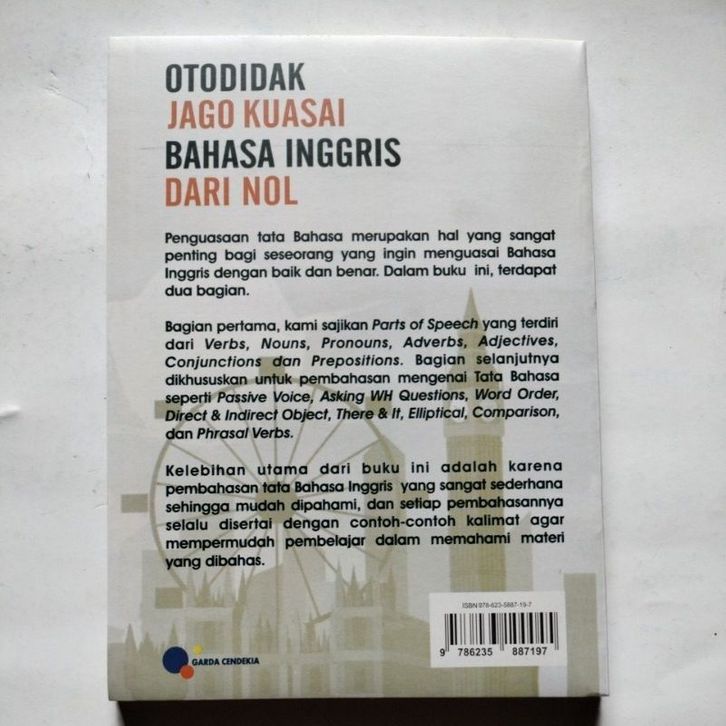 OTODIDAK
JAGO KUASAI
BAHASA INGGRIS
DARI NOL
Penguasaan tata Bahasa merupakan hal yang sangat
penting bagi seseorang yang ingin menguasai Bahasa
Inggris dengan baik dan benar. Dalam buku ini, terdapat
dua bagian.
Bagian pertama, kami sajikan Parts of Speech yang terdiri
dari Verbs, Nouns, Pronouns, Adverbs, Adjectives,
Conjunctions dan Prepositions. Bagian selanjutnya
dikhususkan untuk pembahasan mengenai Tata Bahasa
seperti Passive Voice, Asking WH Questions, Word Order,
Direct & Indirect Object, There & It, Elliptical, Comparison,
dan Phrasal Verbs.
Kelebihan utama dari buku ini adalah karena
pembahasan tata Bahasa Inggris yang sangat sederhana
sehingga mudah dipahami, dan setiap pembahasannya
selalu disertai dengan contoh-contoh kalimat agar
mempermudah pembelajar dalam memahami materi
yang dibahas.
ISBN 978-623-5887-19-7
9 786235 887197
GARDA CENDEKIA